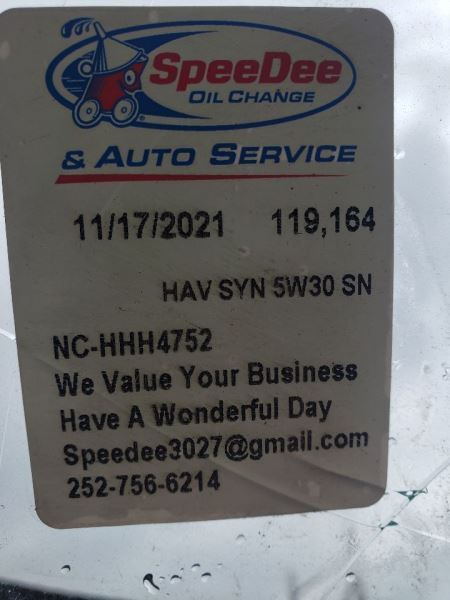 SpeeDee
OIL CHANGE
& AUTO SERVICE
11/17/2021 119,164
HAV SYN 5W30 SN
NC-HHH4752
We Value Your Business
Have A Wonderful Day
Speedee3027@gmail.com
252-756-6214